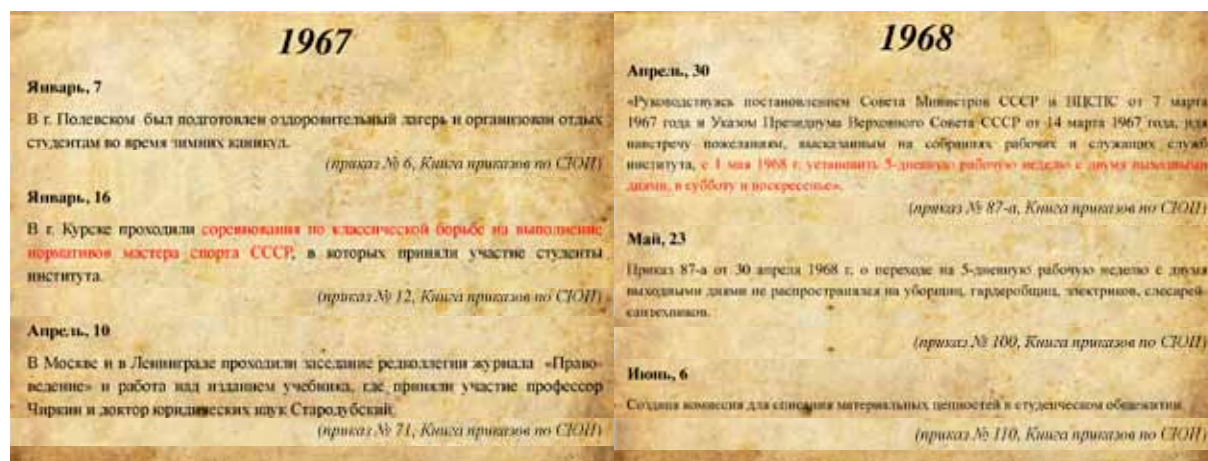 1967
Январь, 7
В г. Полевском был подготовлен оздоровительный лагерь и организован отдых
студентам во время зимних каникул.
(приказ № 6, Книга приказов по СЮИ)
Январь, 16
В г. Курске проходили соревнования по классической борьбе на выполнение
нормативов мастера спорта СССР, в которых приняли участие студенты
института.
(приказ № 12, Книга приказов по СЮИ)
Апрель, 10
В Москве и в Ленинграде проходили заседание редколлегии журнала «Право-
ведение» и работа над изданием учебника, где приняли участие профессор
Чиркин и доктор юридических наук Стародубский.
(приказ № 71, Книга приказов по СЮИ)
1968
Апрель, 30
«Руководствуясь постановлением Совета Министров СССР и ВЦСПС от 7 марта
1967 года и Указом Президиума Верховного Совета СССР от 14 марта 1967 года, идя
навстречу пожеланиям, высказанным на собраниях рабочих и служащих служб
института, с 1 мая 1968 г. установить 5-дневную рабочую неделю с двумя выходными
днями, в субботу и воскресенье».
(приказ № 87-а, Книга приказов по СЮИ)
Май, 23
Приказ 87-а от 30 апреля 1968 г. о переходе на 5-дневную рабочую неделю с двумя
выходными днями не распространялся на уборщиц, гардеробщиц, электриков, слесарей-
сантехников.
(приказ № 100, Книга приказов по СЮИ)
Июнь, 6
Создана комиссия для списания материальных ценностей в студенческом общежитии.
(приказ № 110, Книга приказов по СЮИ)